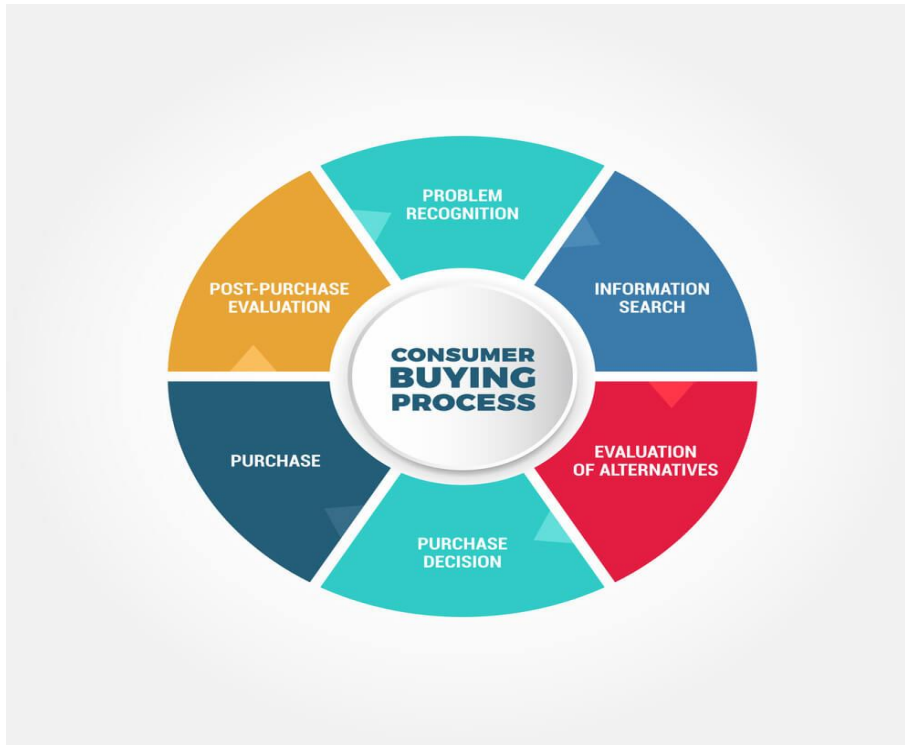 PROBLEM
RECOGNITION
INFORMATION
SEARCH
EVALUATION
OF ALTERNATIVES
PURCHASE
DECISION
PURCHASE
POST-PURCHASE
EVALUATION
CONSUMER
BUYING
PROCESS